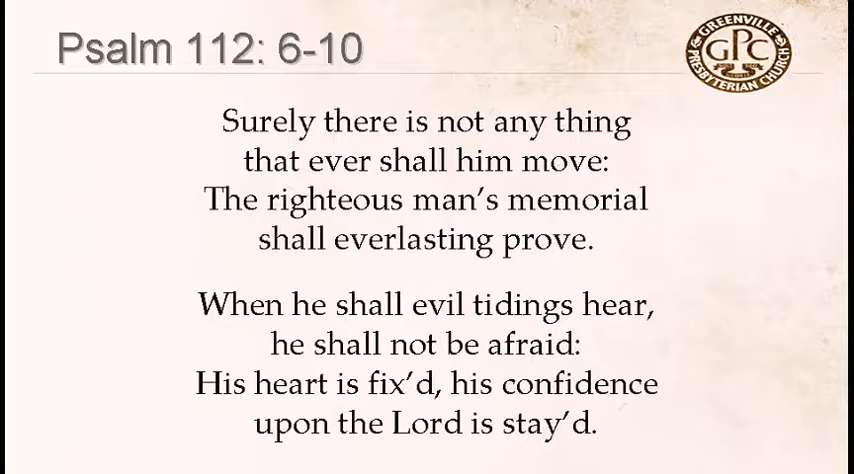 Psalm 112: 6-10
GREENVILLE
GPC
PRESBYTERIAN CHURCH
Surely there is not any thing
that ever shall him move:
The righteous man’s memorial
shall everlasting prove.
When he shall evil tidings hear,
he shall not be afraid:
His heart is fix’d, his confidence
upon the Lord is stay’d.